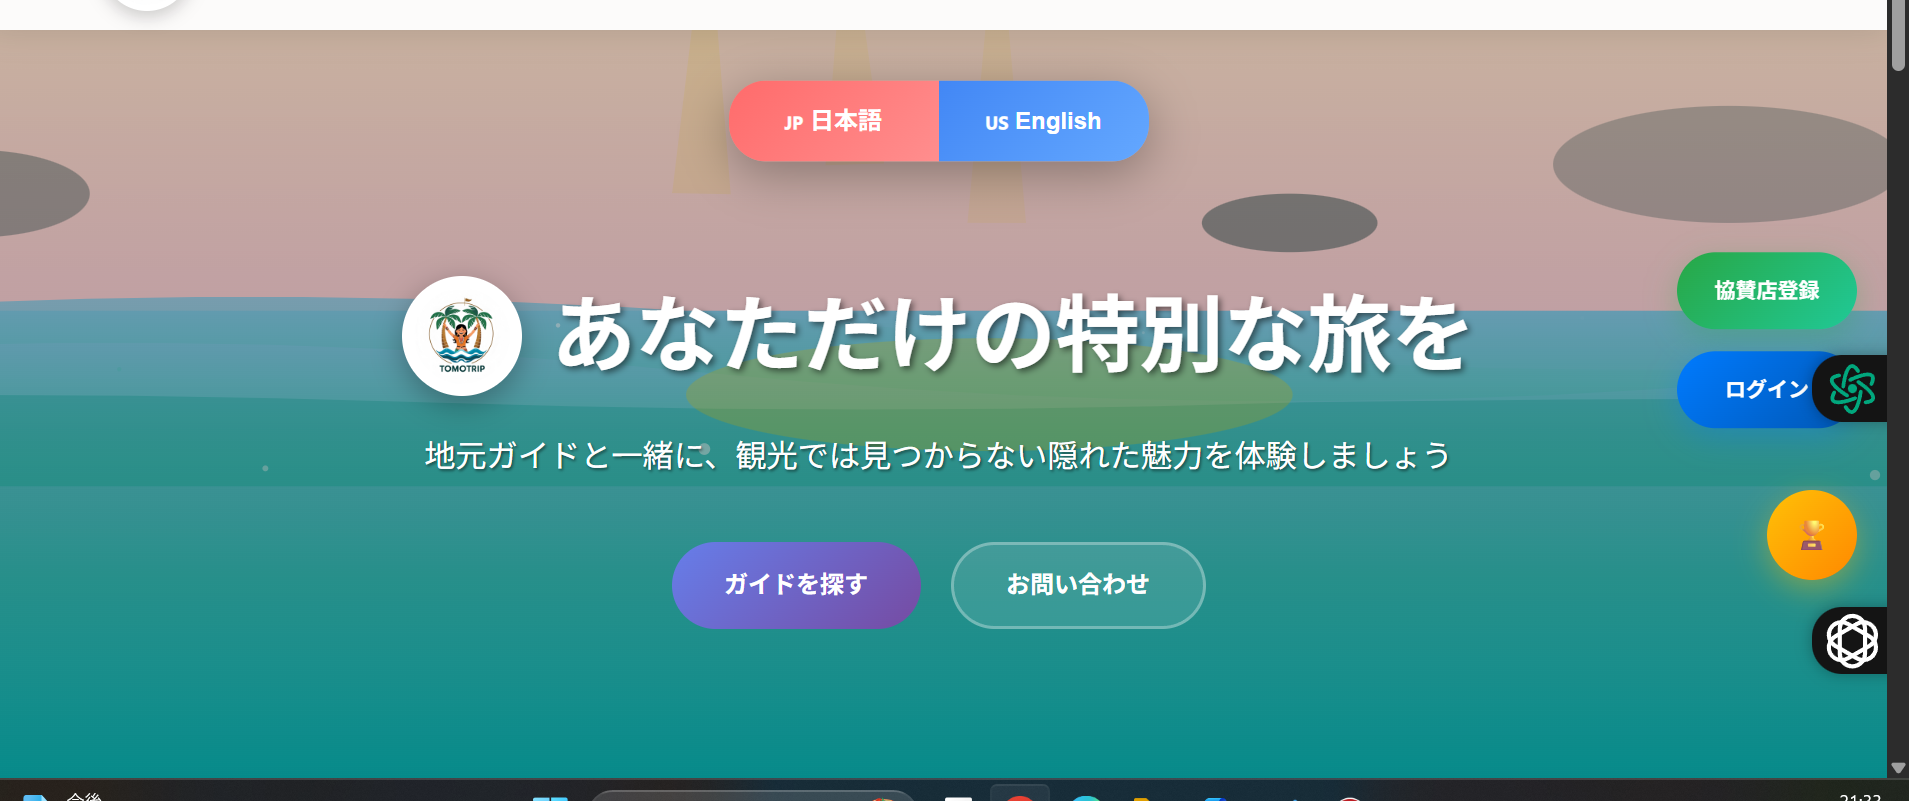 JP 日本語
US English
協賛店登録
TOMOTRIP
あなただけの特別な旅を
ログイン
地元ガイドと一緒に、観光では見つからない隠れた魅力を体験しましょう
ガイドを探す
お問い合わせ